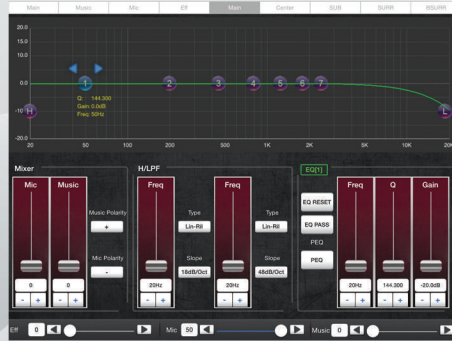 Main Music Mic Eff Main Center SUB SURR BSURR
20.0
15.0
0.0 1 2 3 4 5 6 7
-10 H L
-20.0
Q: 144.300
Gain: 0.0dB
Freq: 50Hz
20 50 100 200 500 1K 2K 5K 10K 20K
Mixer H/LPF EQ[1]
Mic Music Freq Freq Freq Q Gain
Music Polarity Type Type EQ RESET
+ Lin-Ril Lin-Ril EQ PASS
PEQ
Mic Polarity Slope Slope PEQ
- 18dB/Oct 48dB/Oct
0 0 20Hz 20Hz 20Hz 144.300 -20.0dB
- + - + - + - + - + - + - +
Eff 0 Mic 50 Music 0